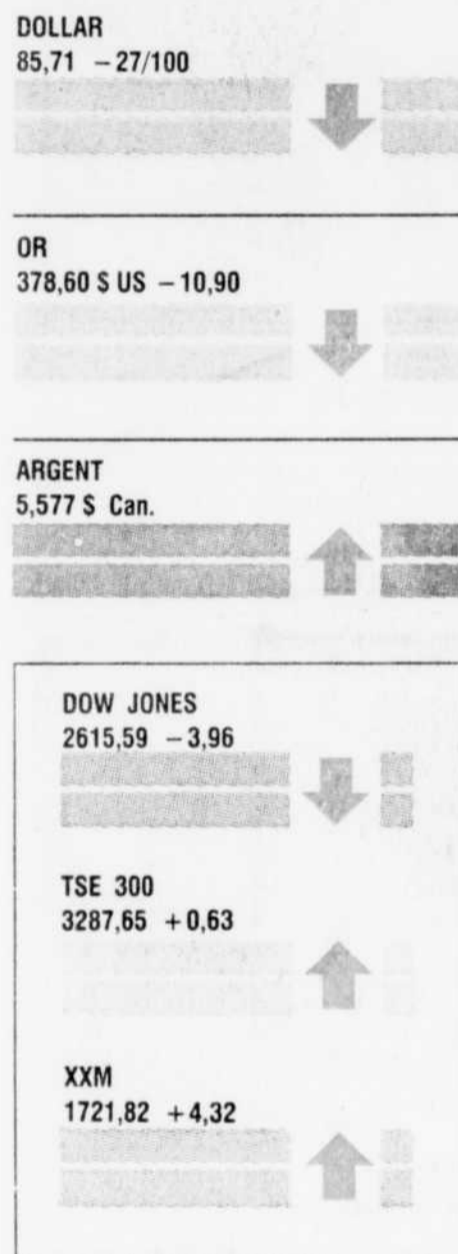 DOLLAR
85,71 – 27/100
OR
378,60 $ US – 10,90
ARGENT
5,577 $ Can.
DOW JONES
2615,59 – 3,96
TSE 300
3287,65 + 0,63
XXM
1721,82 + 4,32